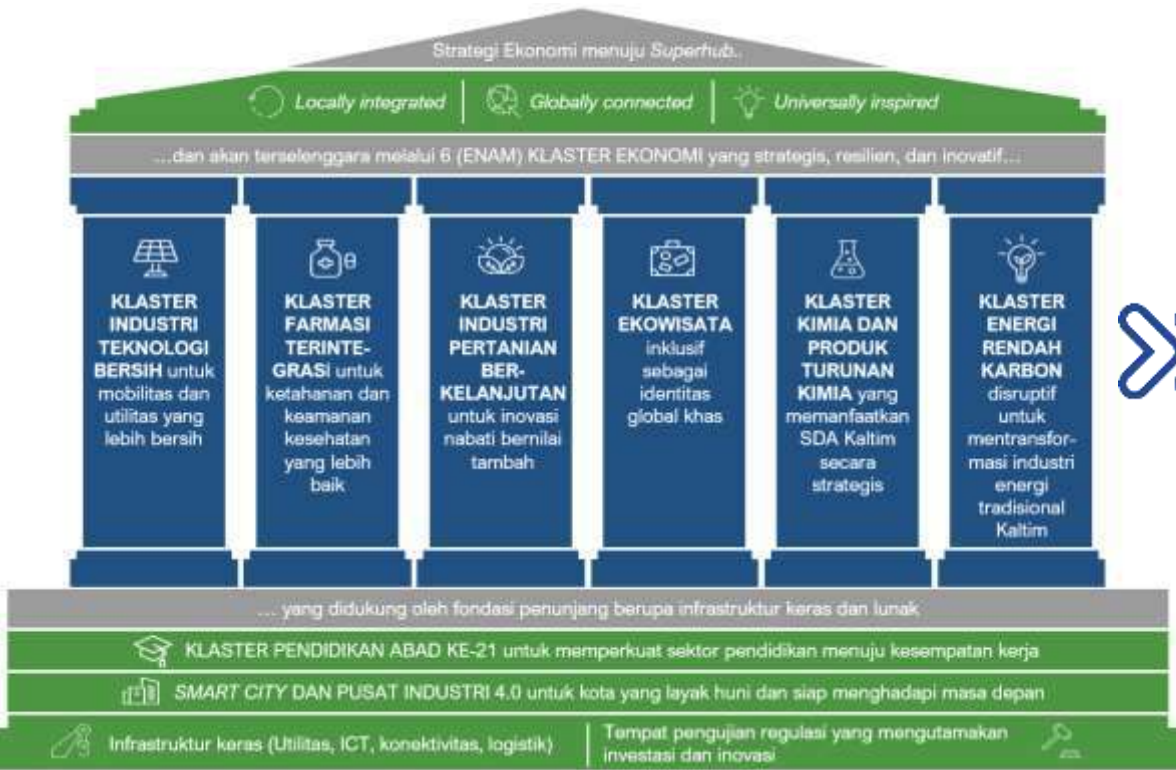 Strategi Ekonomi menuju Superhub..
Locally integrated
Globally connected
Universally inspired
…dan akan terselenggara melalui 6 (ENAM) KLASTER EKONOMI yang strategis, resilien, dan inovatif…
KLASTER
INDUSTRI
TEKNOLOGI
BERSIH untuk
mobilitas dan
utilitas yang
lebih bersih
KLASTER
FARMASI
TERINTE-
GRASI untuk
ketahanan dan
keamanan
kesehatan
yang lebih
baik
KLASTER
INDUSTRI
PERTANIAN
BER-
KELANJUTAN
untuk inovasi
nabati bernilai
tambah
KLASTER
EKOWISATA
inklusif
sebagai
identitas
global khas
KLASTER
KIMIA DAN
PRODUK
TURUNAN
KIMIA yang
memanfaatkan
SDA Kaltim
secara
strategis
KLASTER
ENERGI
RENDAH
KARBON
disruptif
untuk
mentransfor-
masi industri
energi
tradisional
Kaltim
… yang didukung oleh fondasi penunjang berupa infrastruktur keras dan lunak
KLASTER PENDIDIKAN ABAD KE-21 untuk memperkuat sektor pendidikan menuju kesempatan kerja
SMART CITY DAN PUSAT INDUSTRI 4.0 untuk kota yang layak huni dan siap menghadapi masa depan
Infrastruktur keras (Utilitas, ICT, konektivitas, logistik)
Tempat pengujian regulasi yang mengutamakan
investasi dan inovasi